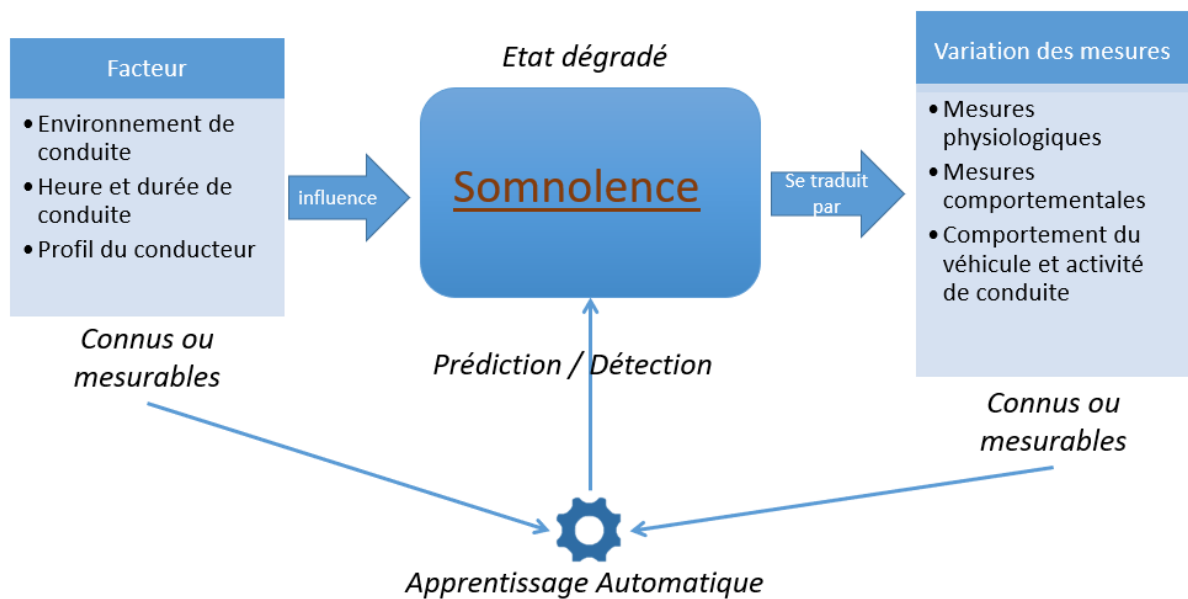 Facteur
• Environnement de
conduite
• Heure et durée de
conduite
• Profil du conducteur
Connus ou
mesurables
influence
Etat dégradé
Somnolence
Se traduit
par
Variation des mesures
• Mesures
physiologiques
• Mesures
comportementales
• Comportement du
véhicule et activité
de conduite
Connus ou
mesurables
Prédiction / Détection
Apprentissage Automatique